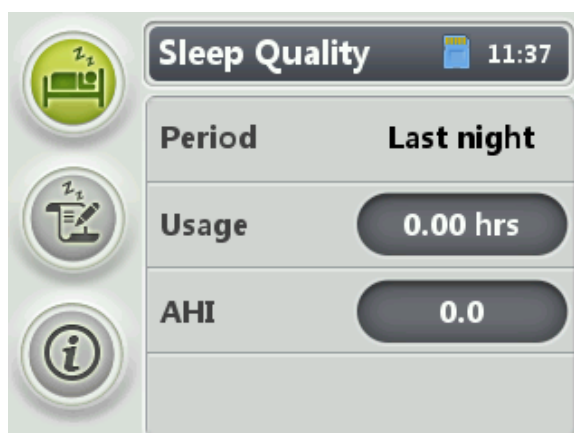 Sleep Quality 11:37
Period Last night
Usage 0.00 hrs
AHI 0.0